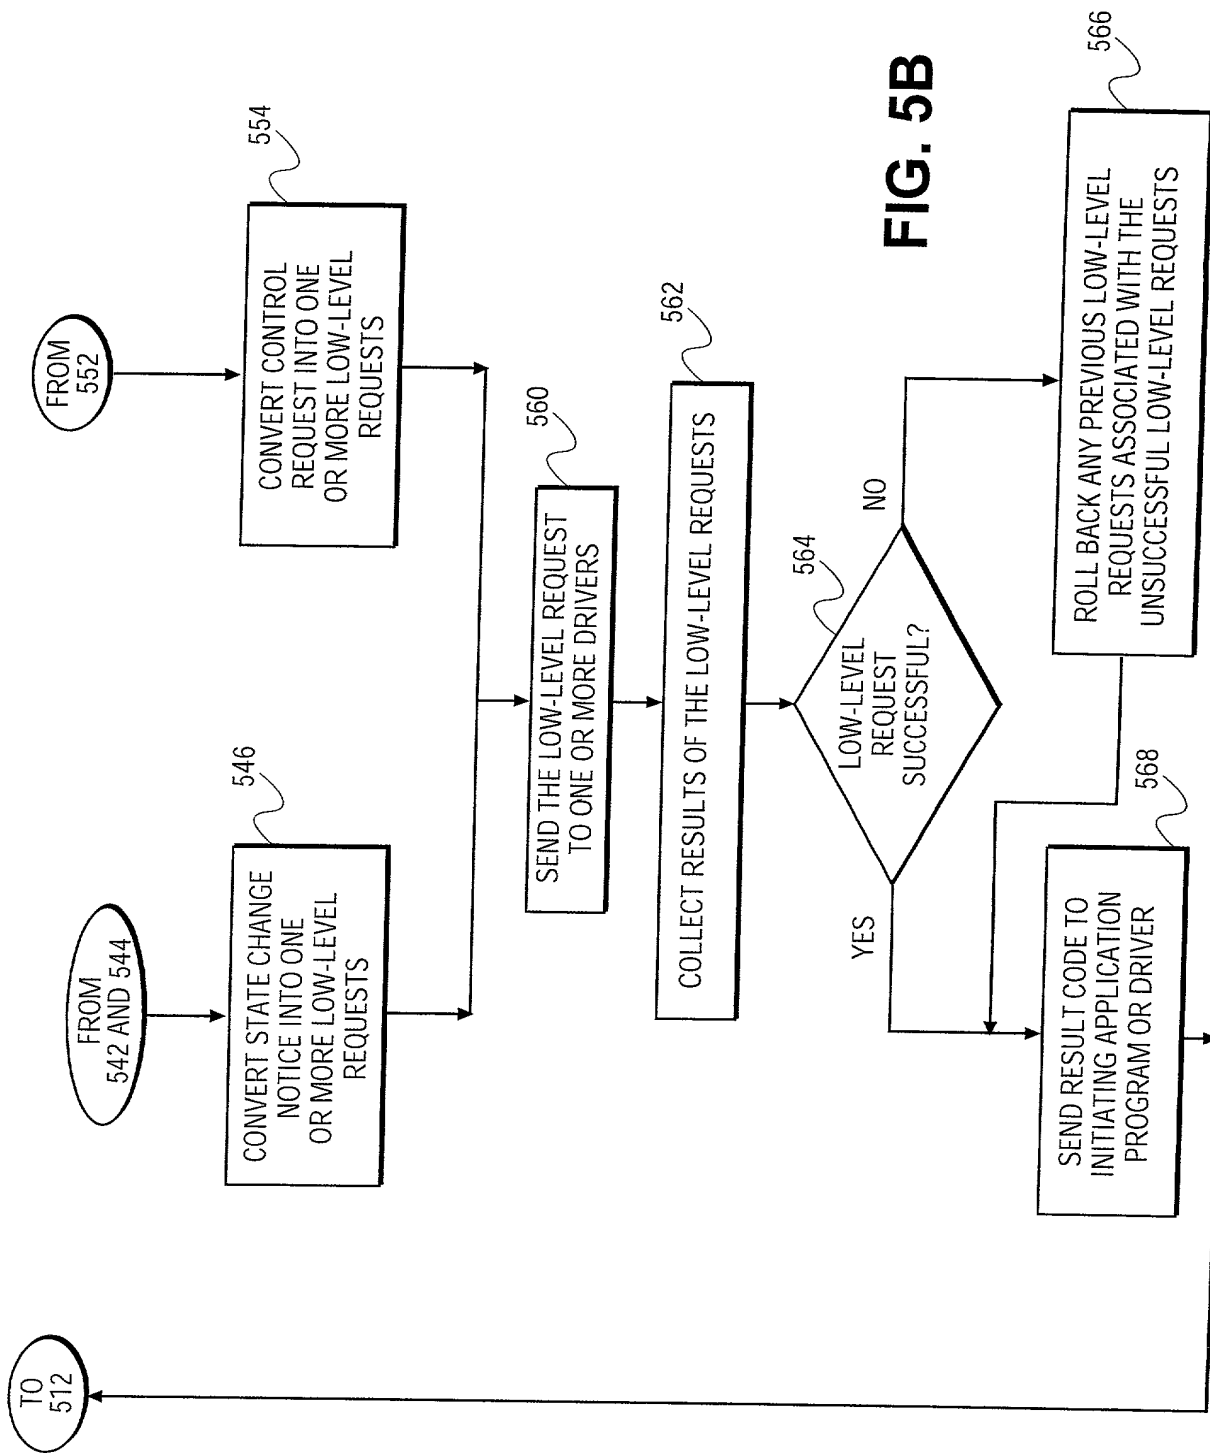 TO
512
FROM
542 AND 544
FROM
552
546
CONVERT STATE CHANGE
NOTICE INTO ONE
OR MORE LOW-LEVEL
REQUESTS
554
CONVERT CONTROL
REQUEST INTO ONE
OR MORE LOW-LEVEL
REQUESTS
560
SEND THE LOW-LEVEL REQUEST
TO ONE OR MORE DRIVERS
562
COLLECT RESULTS OF THE LOW-LEVEL REQUESTS
564
LOW-LEVEL
REQUEST
SUCCESSFUL?
YES
NO
568
SEND RESULT CODE TO
INITIATING APPLICATION
PROGRAM OR DRIVER
566
ROLL BACK ANY PREVIOUS LOW-LEVEL
REQUESTS ASSOCIATED WITH THE
UNSUCCESSFUL LOW-LEVEL REQUESTS
FIG. 5B